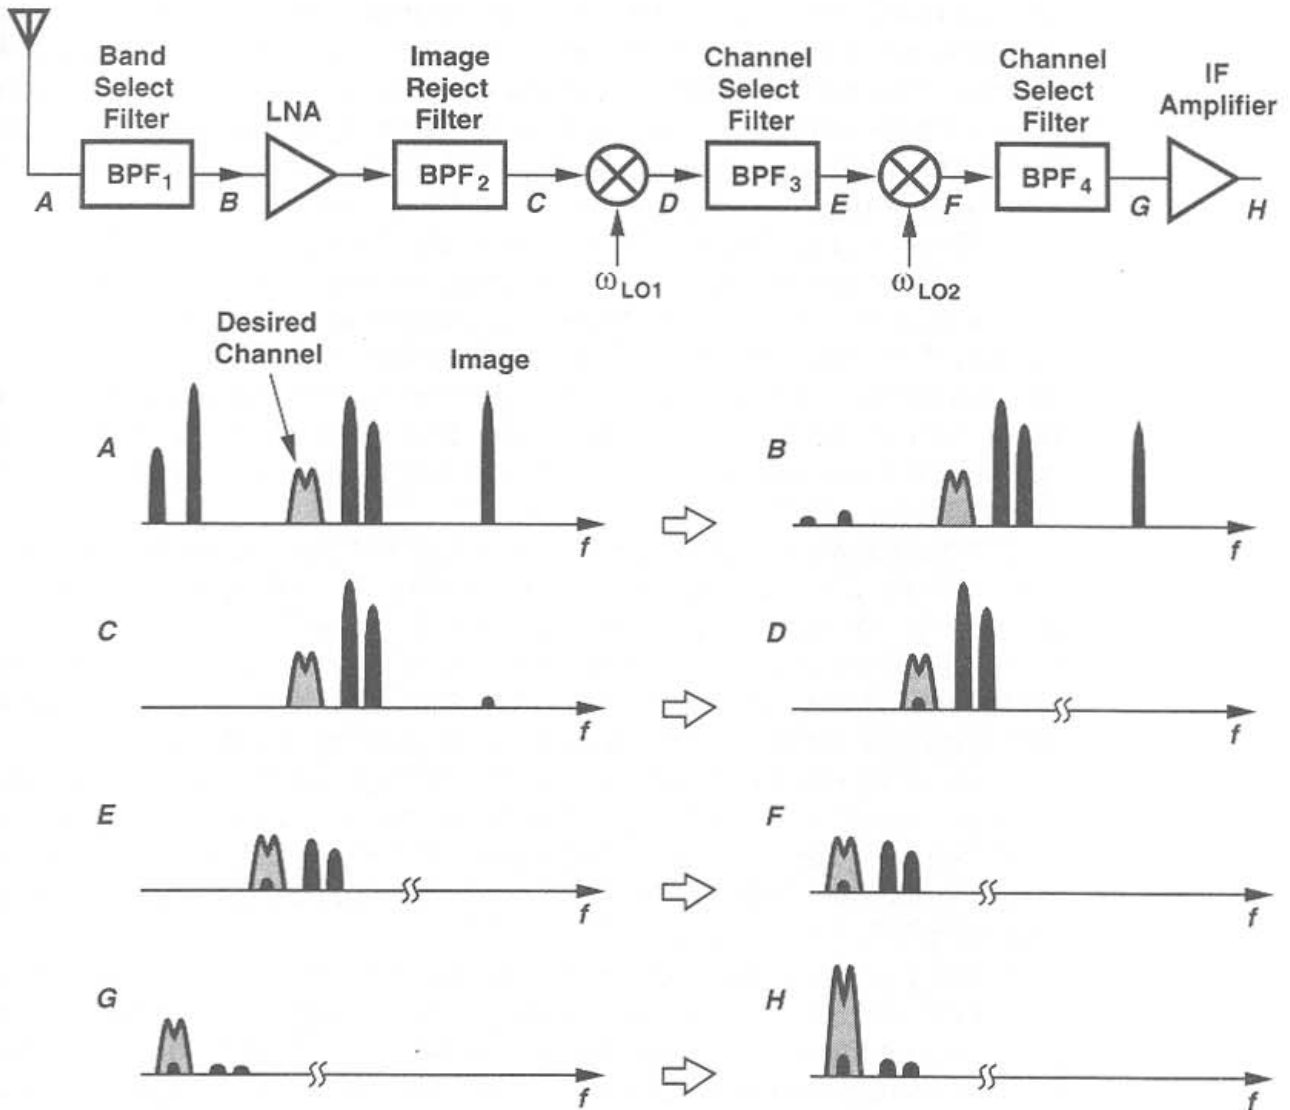 Band Select Filter
LNA
Image Reject Filter
Channel Select Filter
Channel Select Filter
IF Amplifier
BPF1
BPF2
BPF3
BPF4
A
B
C
D
E
F
G
H
ωLO1
ωLO2
Desired Channel
Image
A
f
B
f
C
f
D
f
E
f
F
f
G
f
H
f